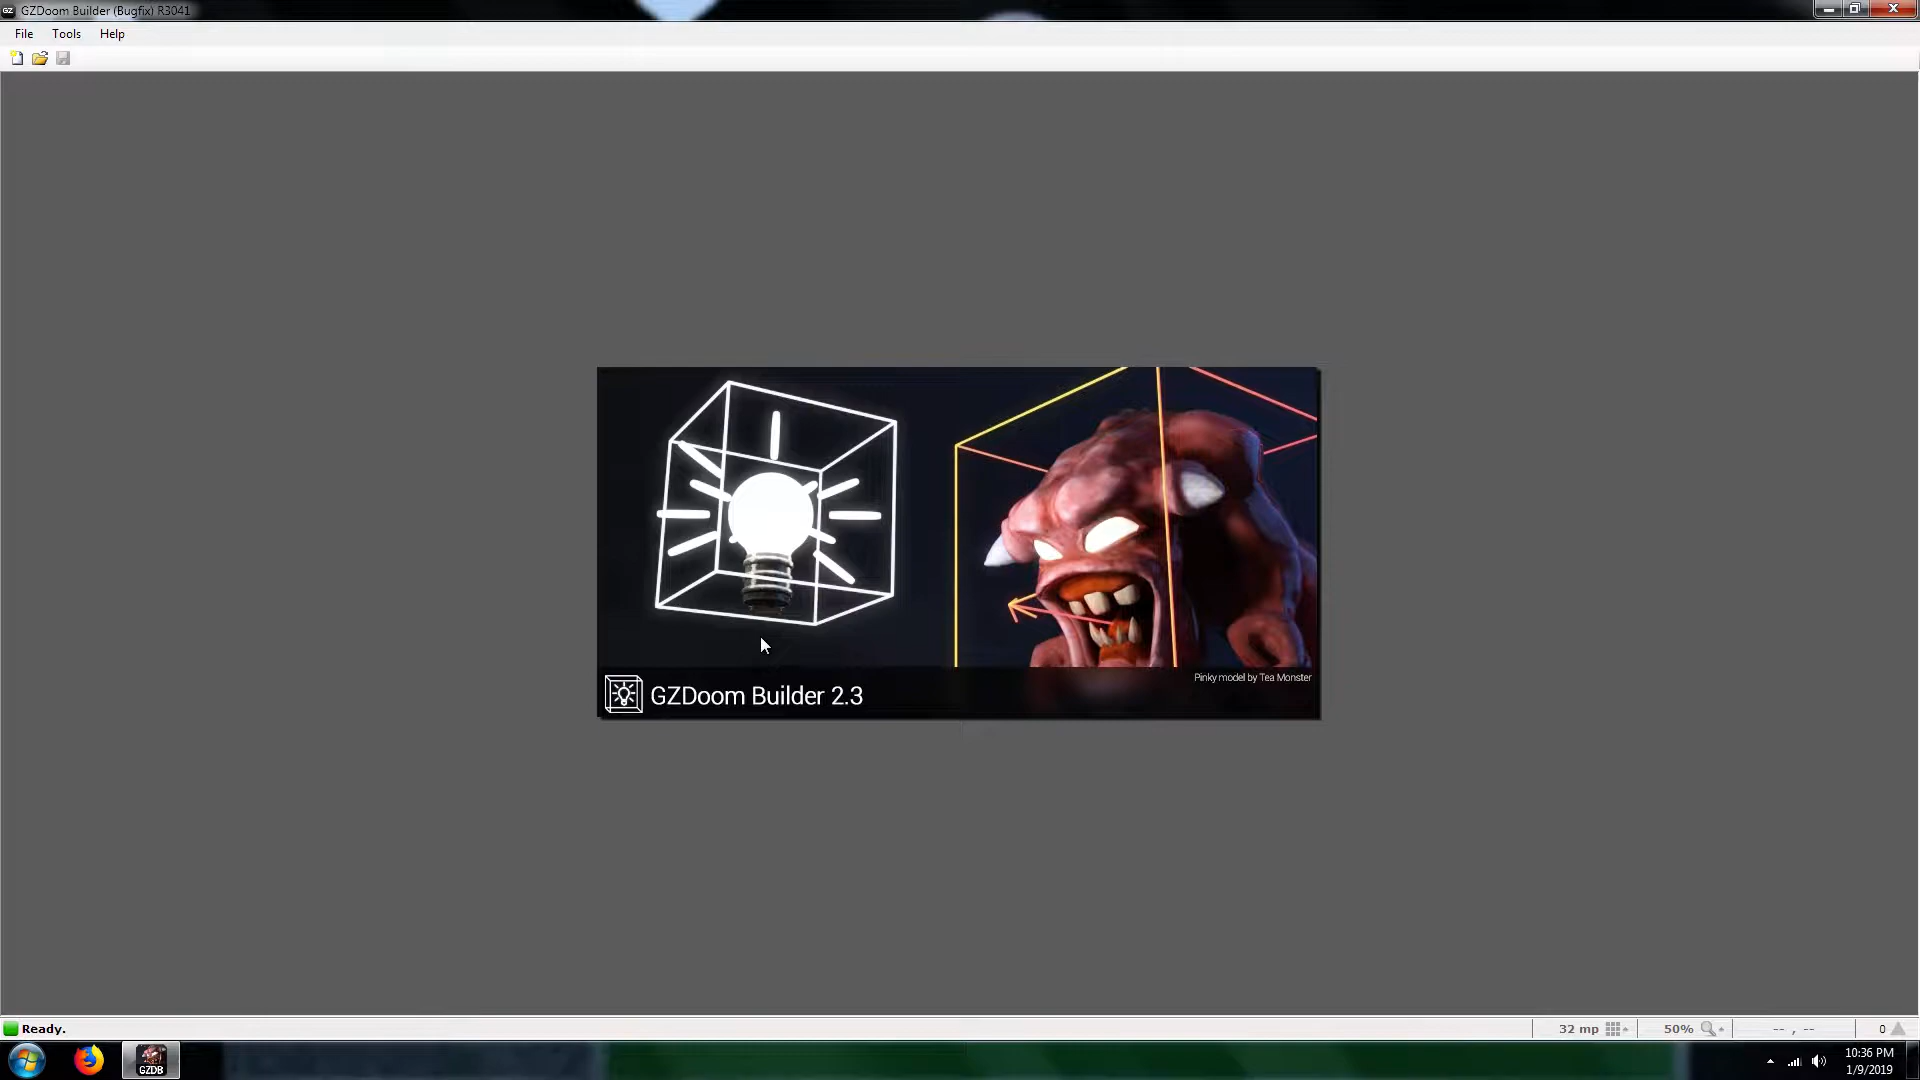 GZDoom Builder (Bugfix) R3041
File Tools Help
GZDoom Builder 2.3
Pinky model by Tea Monster
Ready.
32 mp 50% -- , -- 0
GZDB
10:36 PM
1/9/2019